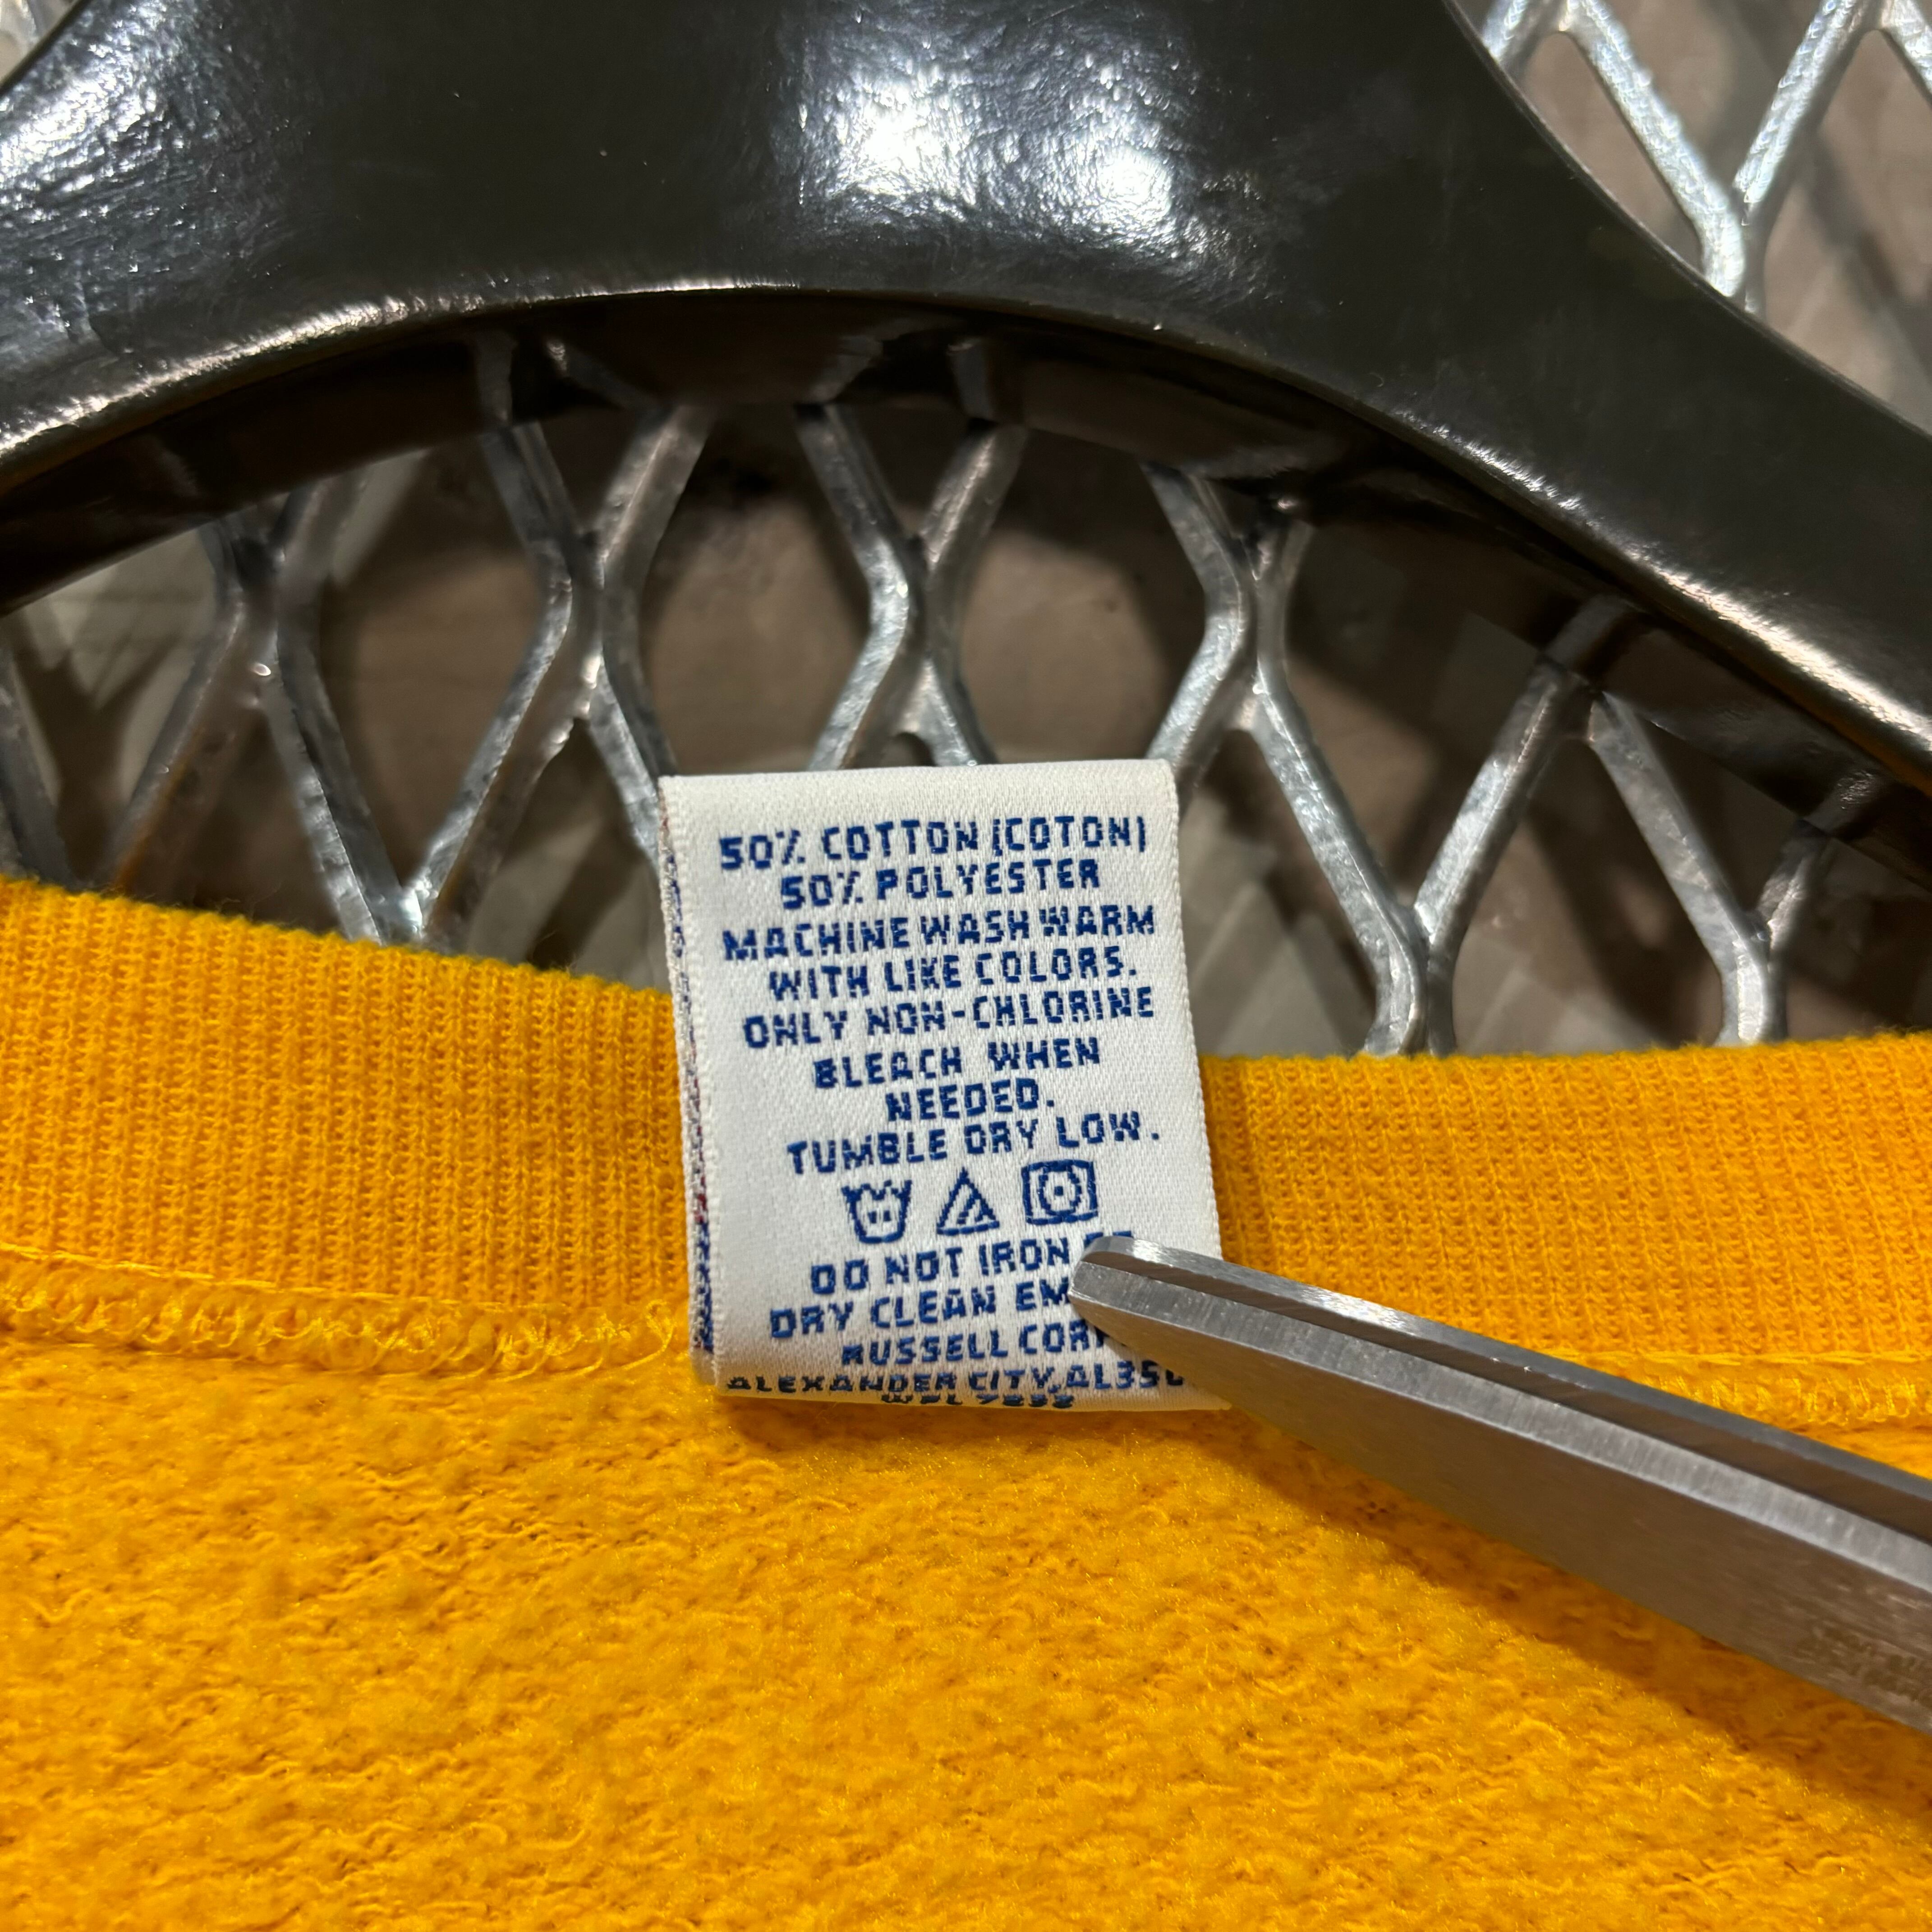 50% COTTON (COTON)
50% POLYESTER
MACHINE WASH WARM
WITH LIKE COLORS.
ONLY NON-CHLORINE
BLEACH WHEN
NEEDED.
TUMBLE DRY LOW.
DO NOT IRON
DRY CLEAN
RUSSELL
ALEXANDER CITY, AL